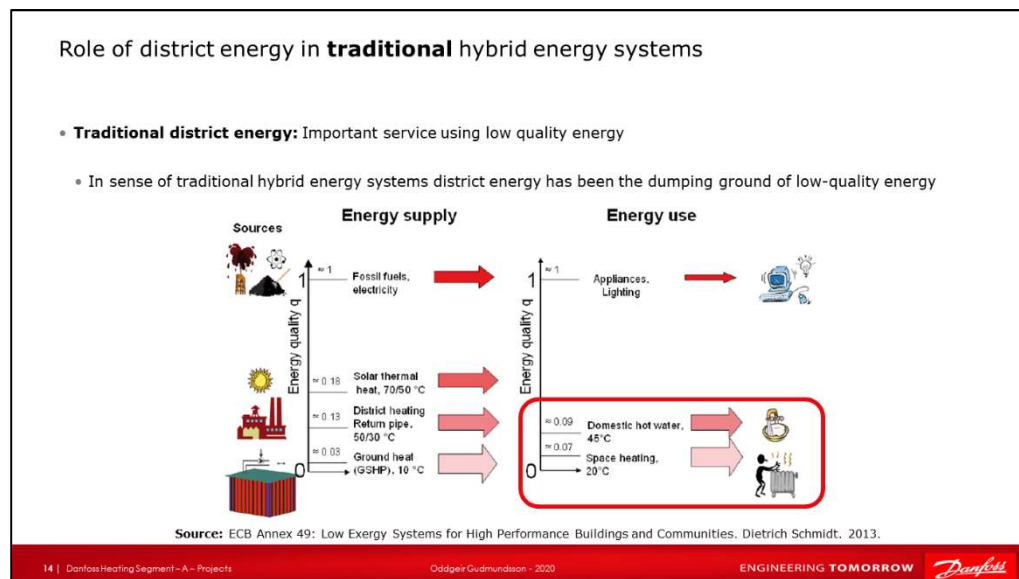 Role of district energy in traditional hybrid energy systems
• Traditional district energy: Important service using low quality energy
• In sense of traditional hybrid energy systems district energy has been the dumping ground of low-quality energy
Energy supply
Energy use
Sources
Energy quality q
1
≈ 1
Fossil fuels,
electricity
≈ 0.18
Solar thermal
heat, 70/50 °C
≈ 0.13
District heating
Return pipe,
50/30 °C
≈ 0.03
Ground heat
(GSHP), 10 °C
0
Energy quality q
1
≈ 1
Appliances,
Lighting
≈ 0.09
Domestic hot water,
45°C
≈ 0.07
Space heating,
20°C
0
Source: ECB Annex 49: Low Exergy Systems for High Performance Buildings and Communities. Dietrich Schmidt. 2013.
14 | Danfoss Heating Segment – A – Projects
Oddgeir Gudmundsson - 2020
ENGINEERING TOMORROW
Danfoss